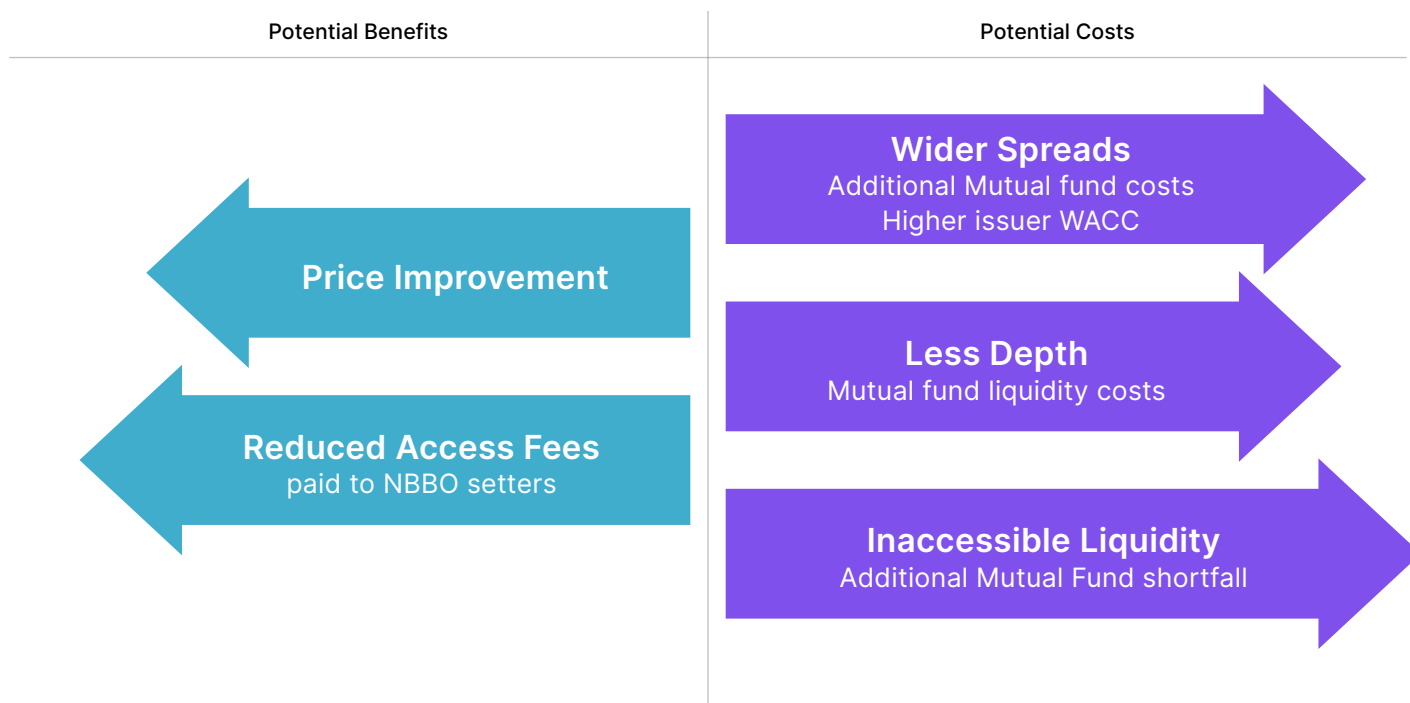 Potential Benefits
Potential Costs
Price Improvement
Reduced Access Fees
paid to NBBO setters
Wider Spreads
Additional Mutual fund costs
Higher issuer WACC
Less Depth
Mutual fund liquidity costs
Inaccessible Liquidity
Additional Mutual Fund shortfall